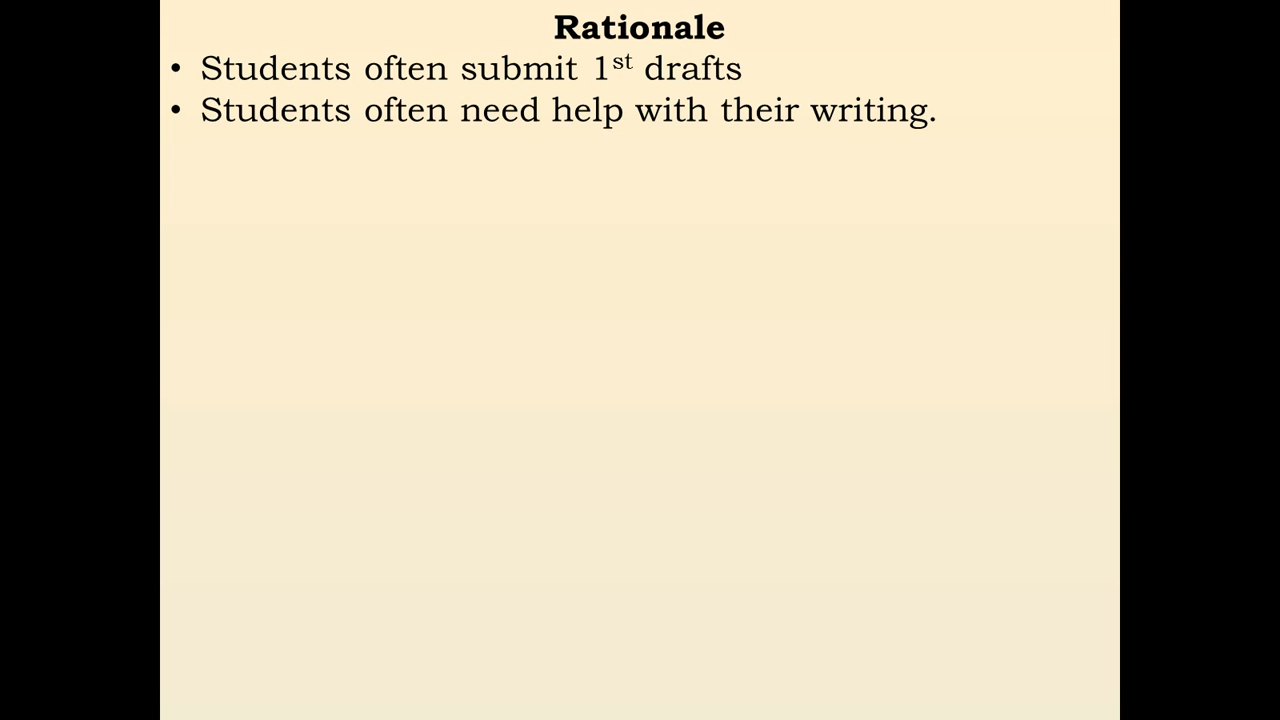 Rationale
• Students often submit 1st drafts
• Students often need help with their writing.